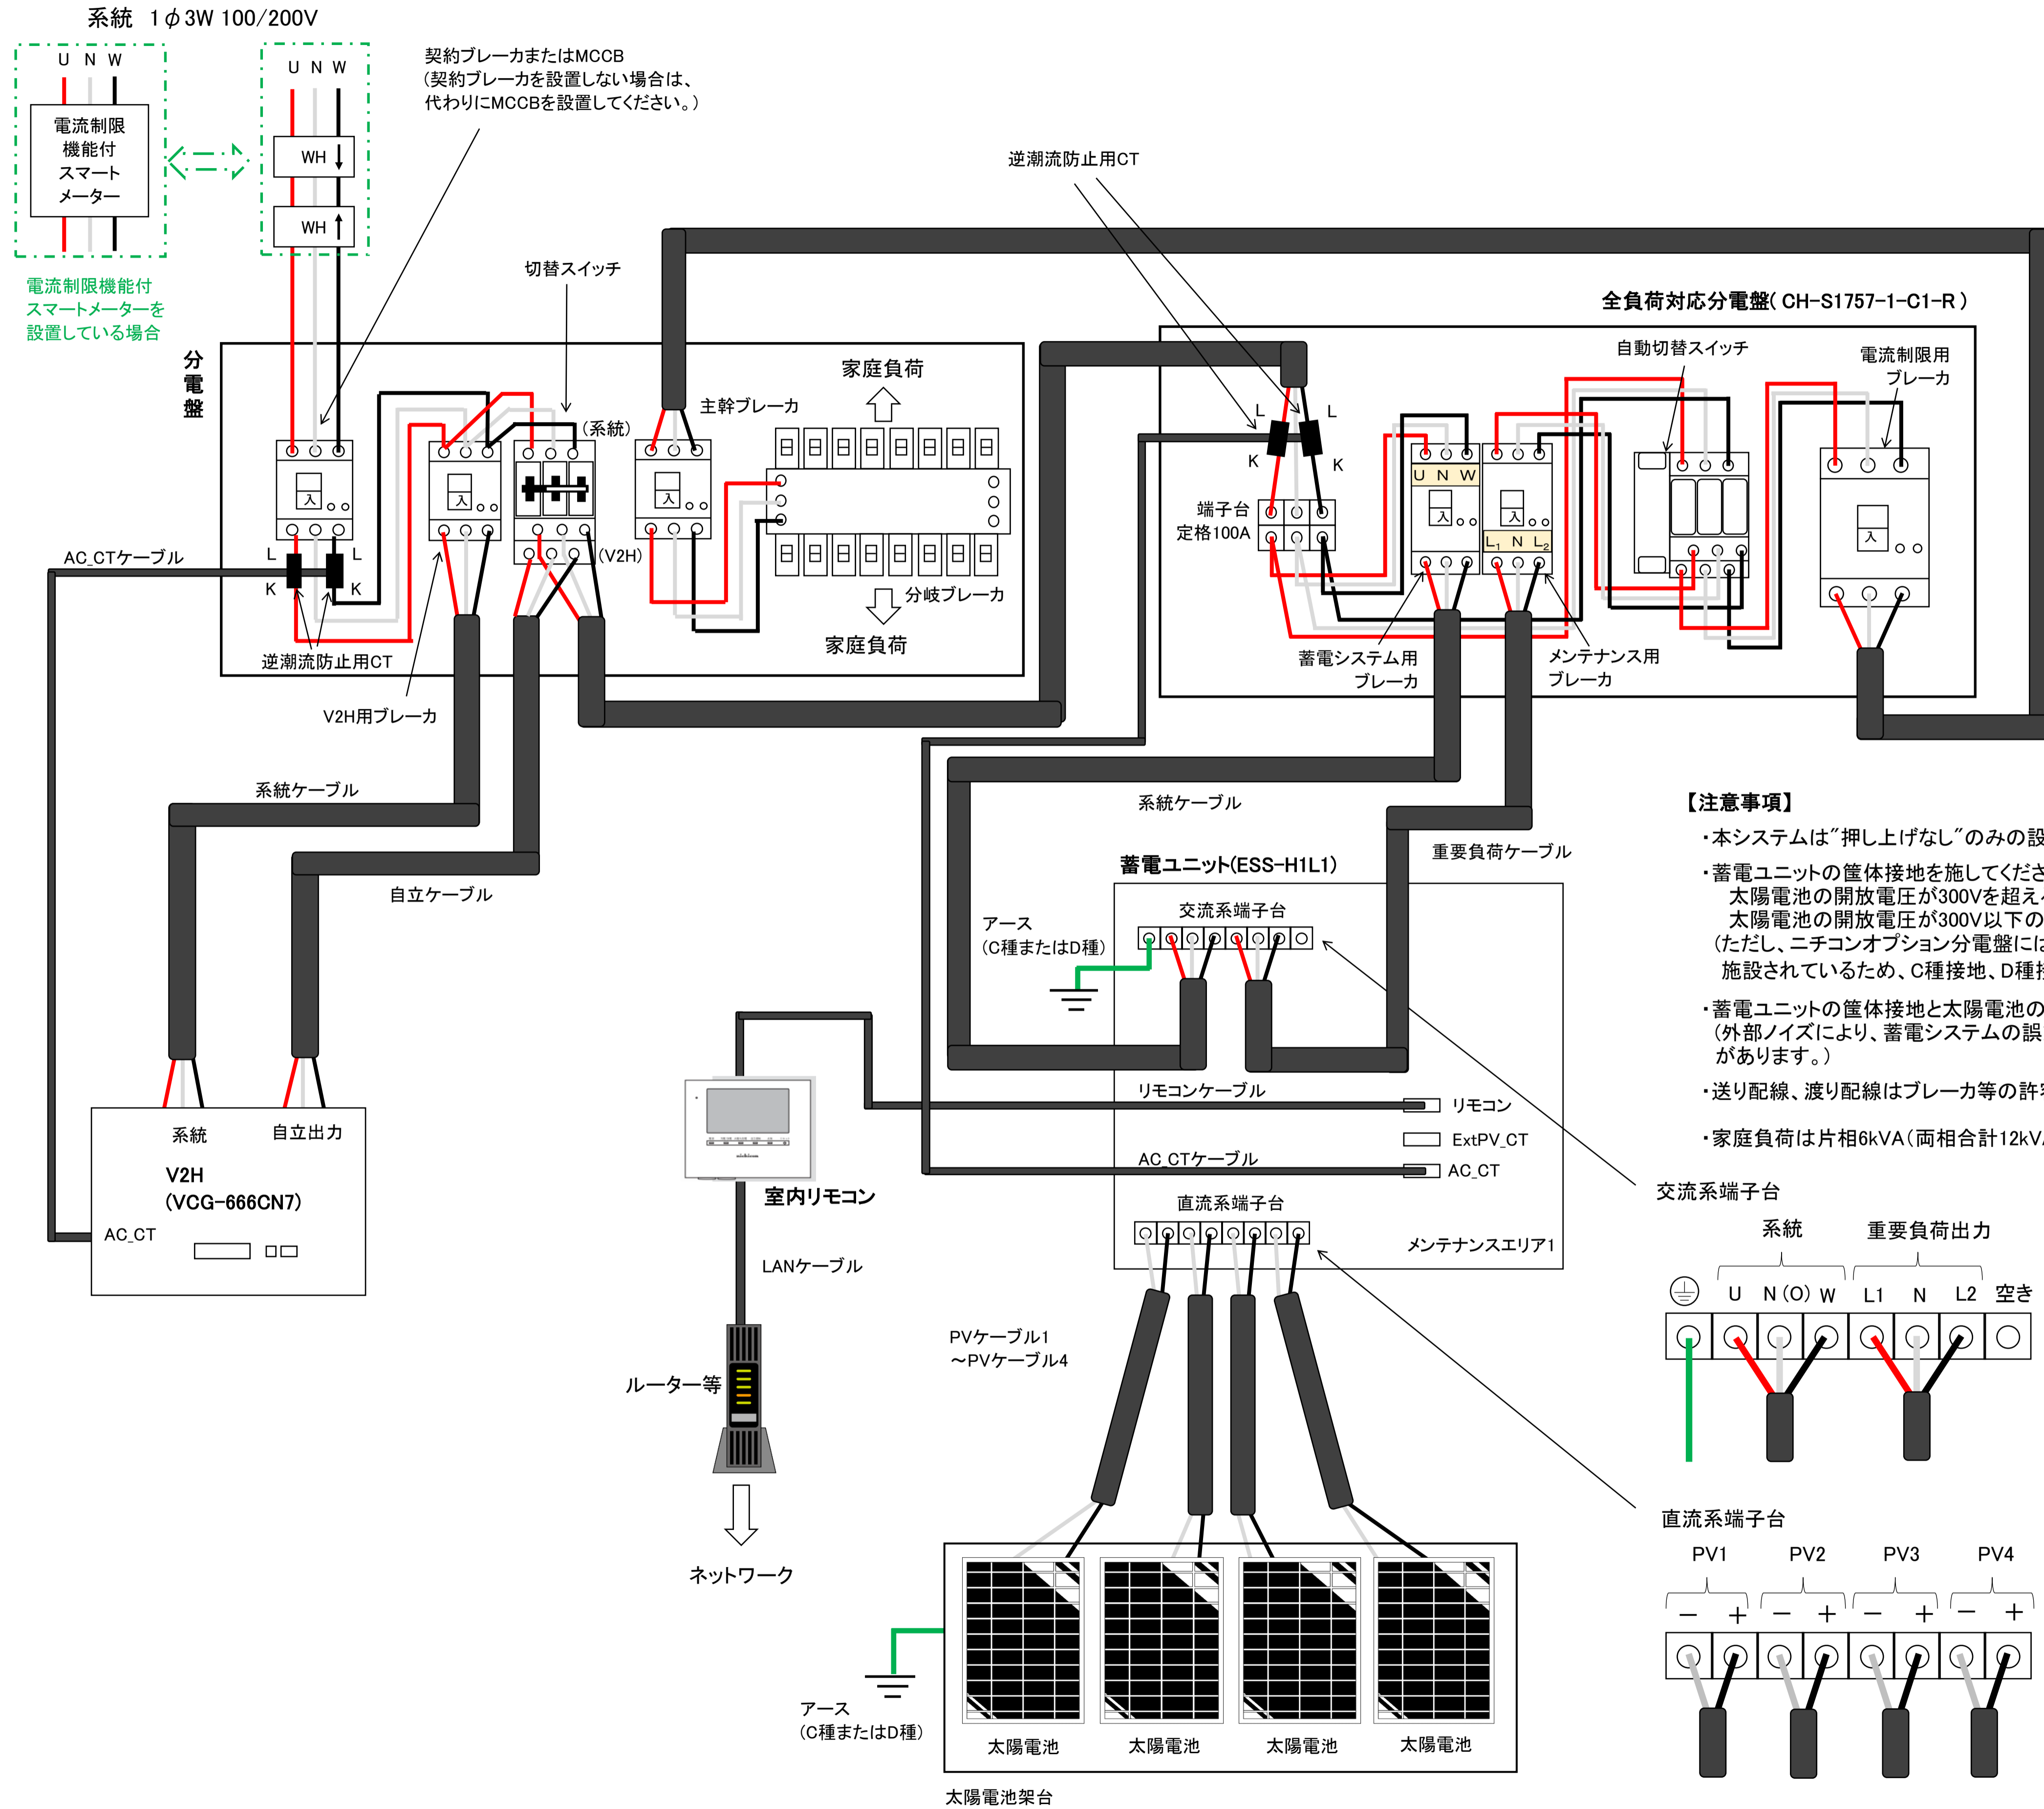 系統 1φ3W 100/200V
U N W
電流制限
機能付
スマート
メーター
U N W
WH
WH
電流制限機能付
スマートメーターを
設置している場合
契約ブレーカまたはMCCB
(契約ブレーカを設置しない場合は、
代わりにMCCBを設置してください。)
切替スイッチ
逆潮流防止用CT
分電盤
家庭負荷
主幹ブレーカ
(系統)
入
入
入
(V2H)
分岐ブレーカ
家庭負荷
AC_CTケーブル
L
L
K
K
逆潮流防止用CT
V2H用ブレーカ
全負荷対応分電盤( CH-S1757-1-C1-R )
自動切替スイッチ
電流制限用
ブレーカ
L
L
K
K
U N W
入
入
L1 N L2
入
端子台
定格100A
蓄電システム用
ブレーカ
メンテナンス用
ブレーカ
系統ケーブル
自立ケーブル
系統
自立出力
V2H
(VCG-666CN7)
AC_CT
系統ケーブル
重要負荷ケーブル
蓄電ユニット(ESS-H1L1)
アース
(C種またはD種)
交流系端子台
リモコンケーブル
リモコン
ExtPV_CT
AC_CTケーブル
AC_CT
直流系端子台
メンテナンスエリア1
室内リモコン
LANケーブル
ルーター等
ネットワーク
PVケーブル1
~PVケーブル4
アース
(C種またはD種)
太陽電池
太陽電池
太陽電池
太陽電池
太陽電池架台
【注意事項】
・本システムは"押し上げなし"のみの設
・蓄電ユニットの筐体接地を施してくださ
太陽電池の開放電圧が300Vを超え
太陽電池の開放電圧が300V以下の
(ただし、ニチコンオプション分電盤には
施設されているため、C種接地、D種接
・蓄電ユニットの筐体接地と太陽電池の
(外部ノイズにより、蓄電システムの誤
があります。)
・送り配線、渡り配線はブレーカ等の許容
・家庭負荷は片相6kVA(両相合計12kVA
交流系端子台
系統
重要負荷出力
U N (O) W L1 N L2 空き
直流系端子台
PV1 PV2 PV3 PV4
－ ＋ － ＋ － ＋ － ＋